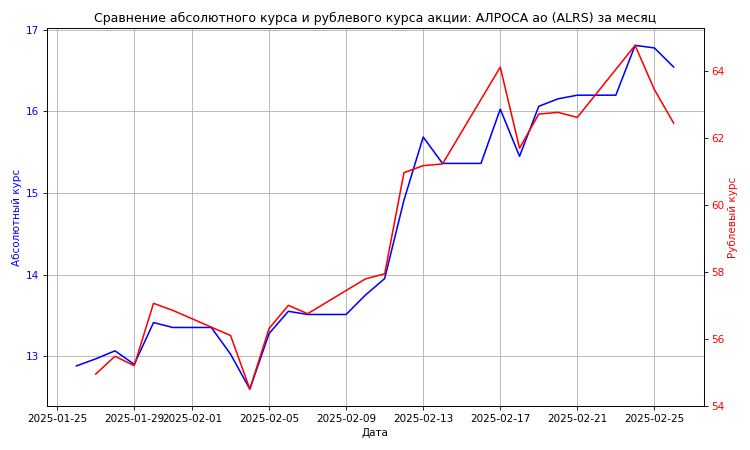 Сравнение абсолютного курса и рублевого курса акции: АЛРОСА ао (ALRS) за месяц
17
16
15
14
13
Абсолютный курс
64
62
60
58
56
54
Рублевый курс
2025-01-25 2025-01-29 2025-02-01 2025-02-05 2025-02-09 2025-02-13 2025-02-17 2025-02-21 2025-02-25
Дата